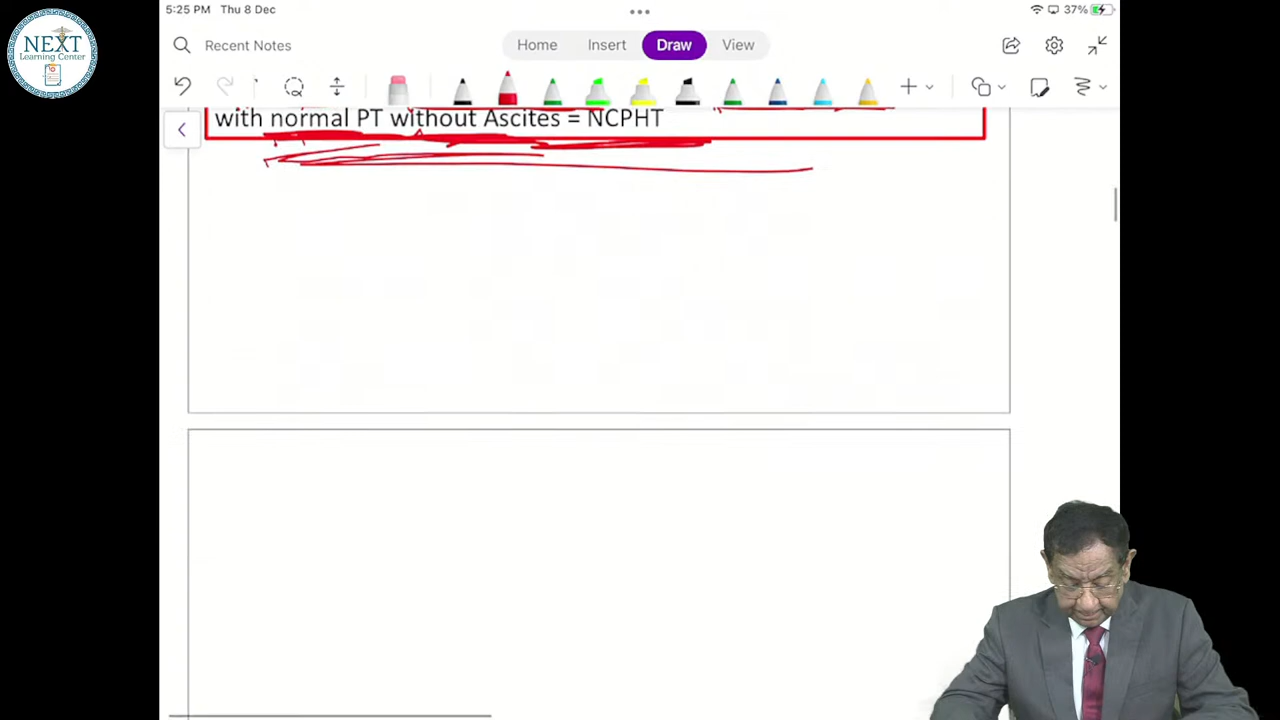 5:25 PM Thu 8 Dec
37%
NEXT
Learning Center
Recent Notes
Home Insert Draw View
with normal PT without Ascites = NCPHT